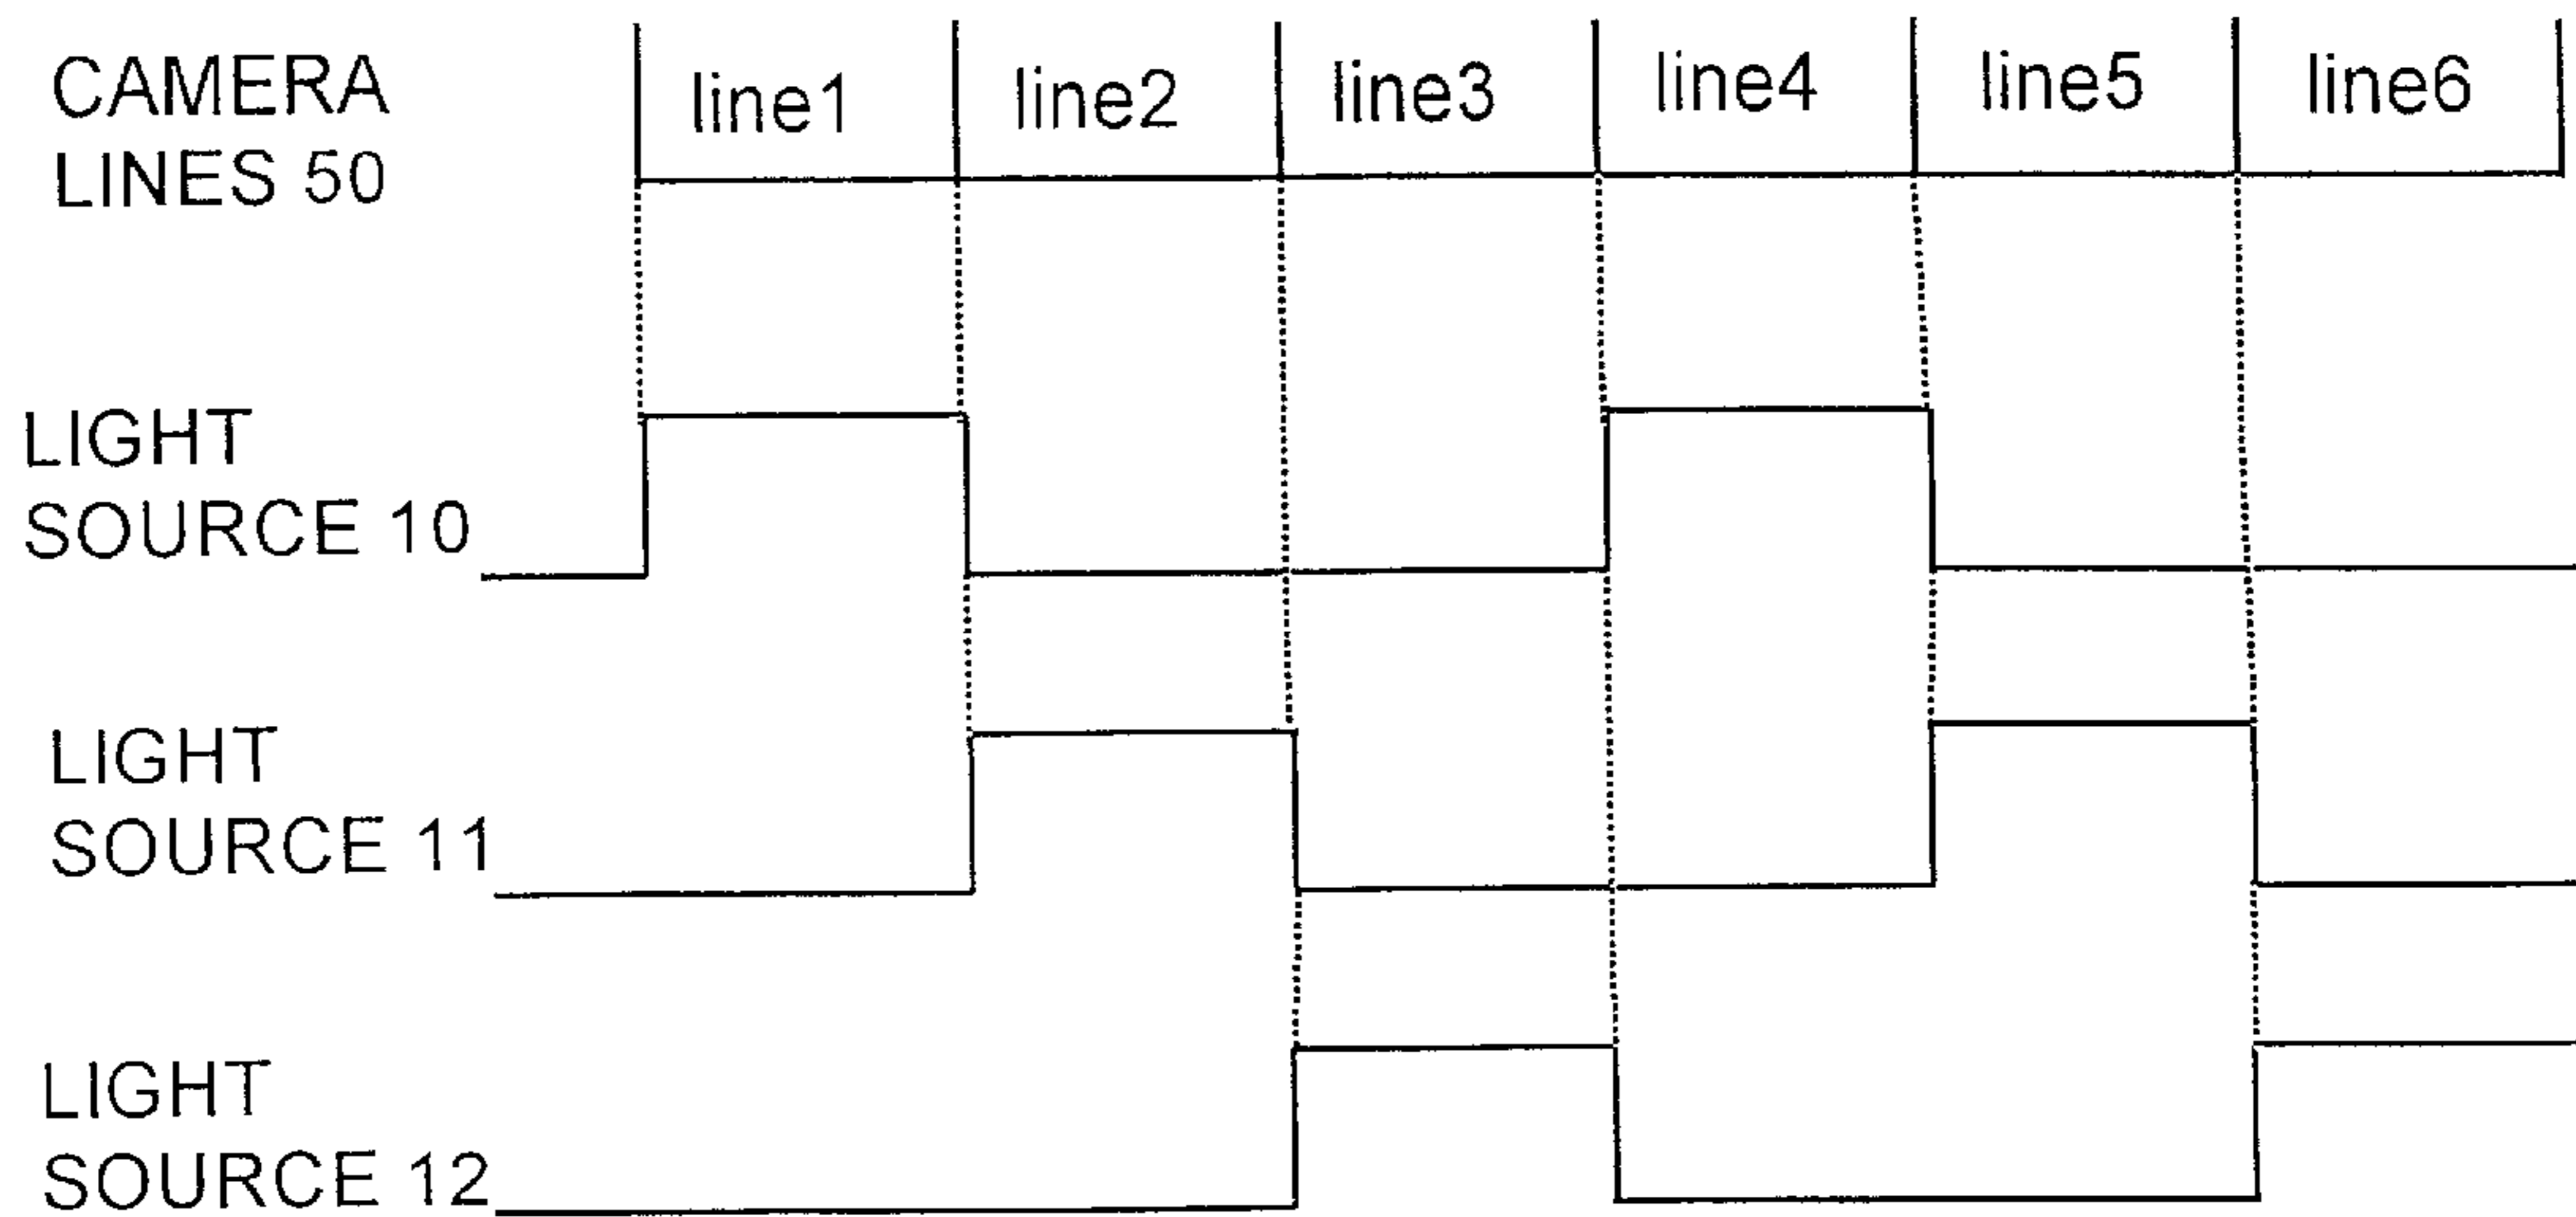 CAMERA
LINES 50
line1 line2 line3 line4 line5 line6
LIGHT
SOURCE 10
LIGHT
SOURCE 11
LIGHT
SOURCE 12